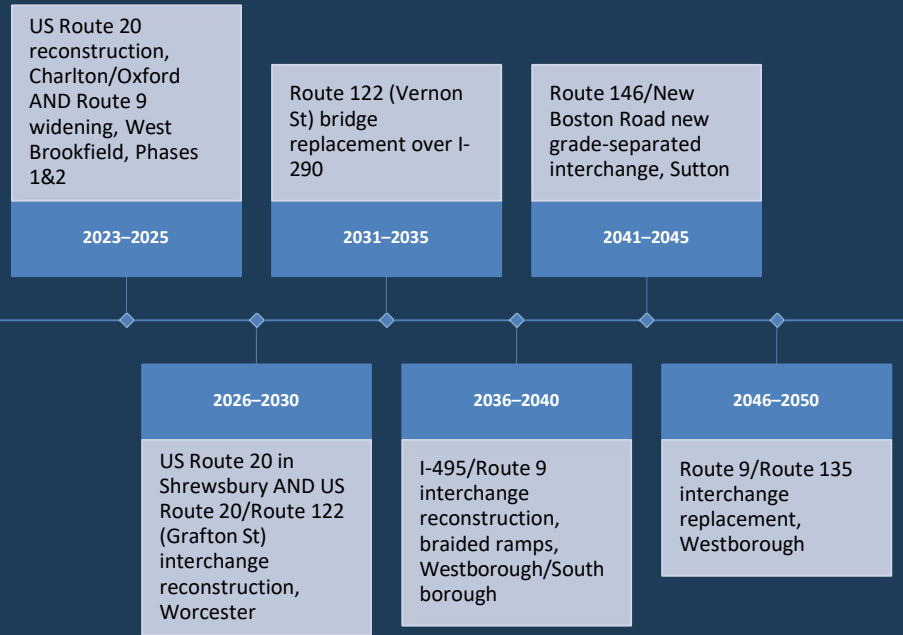 US Route 20
reconstruction,
Charlton/Oxford
AND Route 9
widening, West
Brookfield, Phases
1&2
2023–2025
Route 122 (Vernon
St) bridge
replacement over I-
290
2031–2035
Route 146/New
Boston Road new
grade-separated
interchange, Sutton
2041–2045
2026–2030
US Route 20 in
Shrewsbury AND US
Route 20/Route 122
(Grafton St)
interchange
reconstruction,
Worcester
2036–2040
I-495/Route 9
interchange
reconstruction,
braided ramps,
Westborough/South
borough
2046–2050
Route 9/Route 135
interchange
replacement,
Westborough